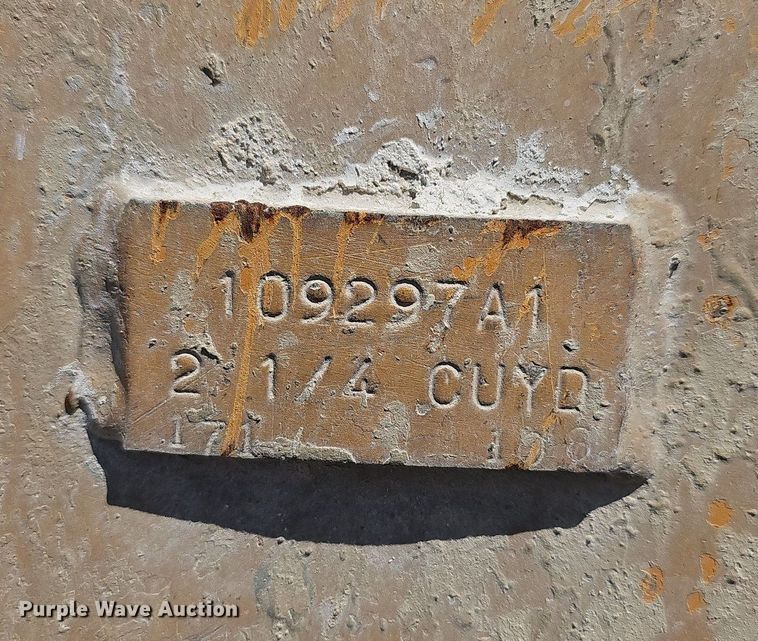 109297A1
2 1/4 CUYD
Purple Wave Auction